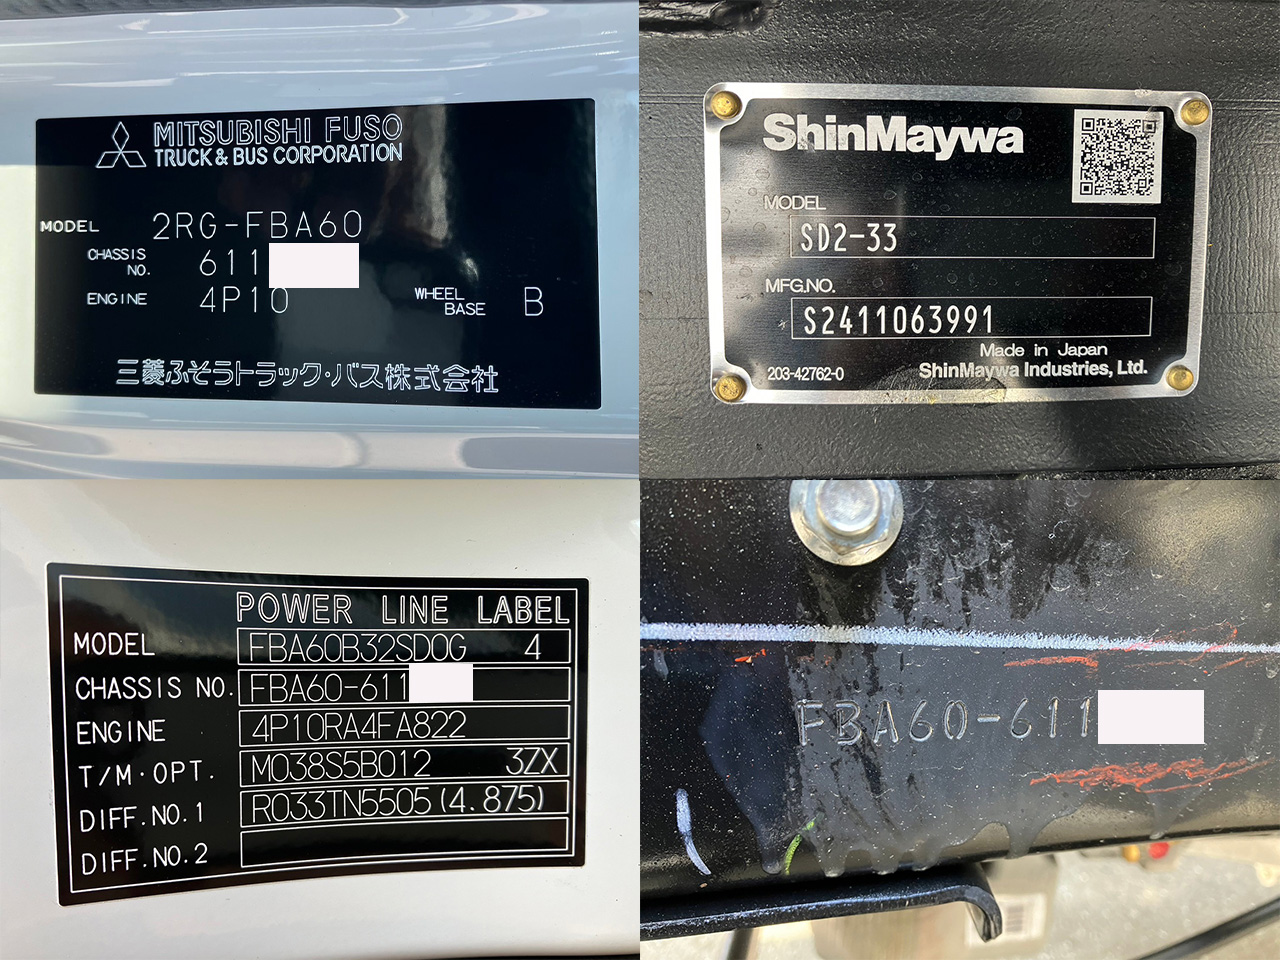 MITSUBISHI FUSO
TRUCK & BUS CORPORATION
MODEL 2RG-FBA60
CHASSIS NO. 611
ENGINE 4P10 WHEEL BASE B
三菱ふそうトラック・バス株式会社
ShinMaywa
MODEL
SD2-33
MFG.NO.
S2411063991
Made in Japan
203-42762-0 ShinMaywa Industries, Ltd.
POWER LINE LABEL
MODEL FBA60B32SD0G 4
CHASSIS NO. FBA60-611
ENGINE 4P10RA4FA822
T/M·OPT. M038S5B012 3ZX
DIFF.NO.1 R033TN5505(4.875)
DIFF.NO.2
FBA60-611